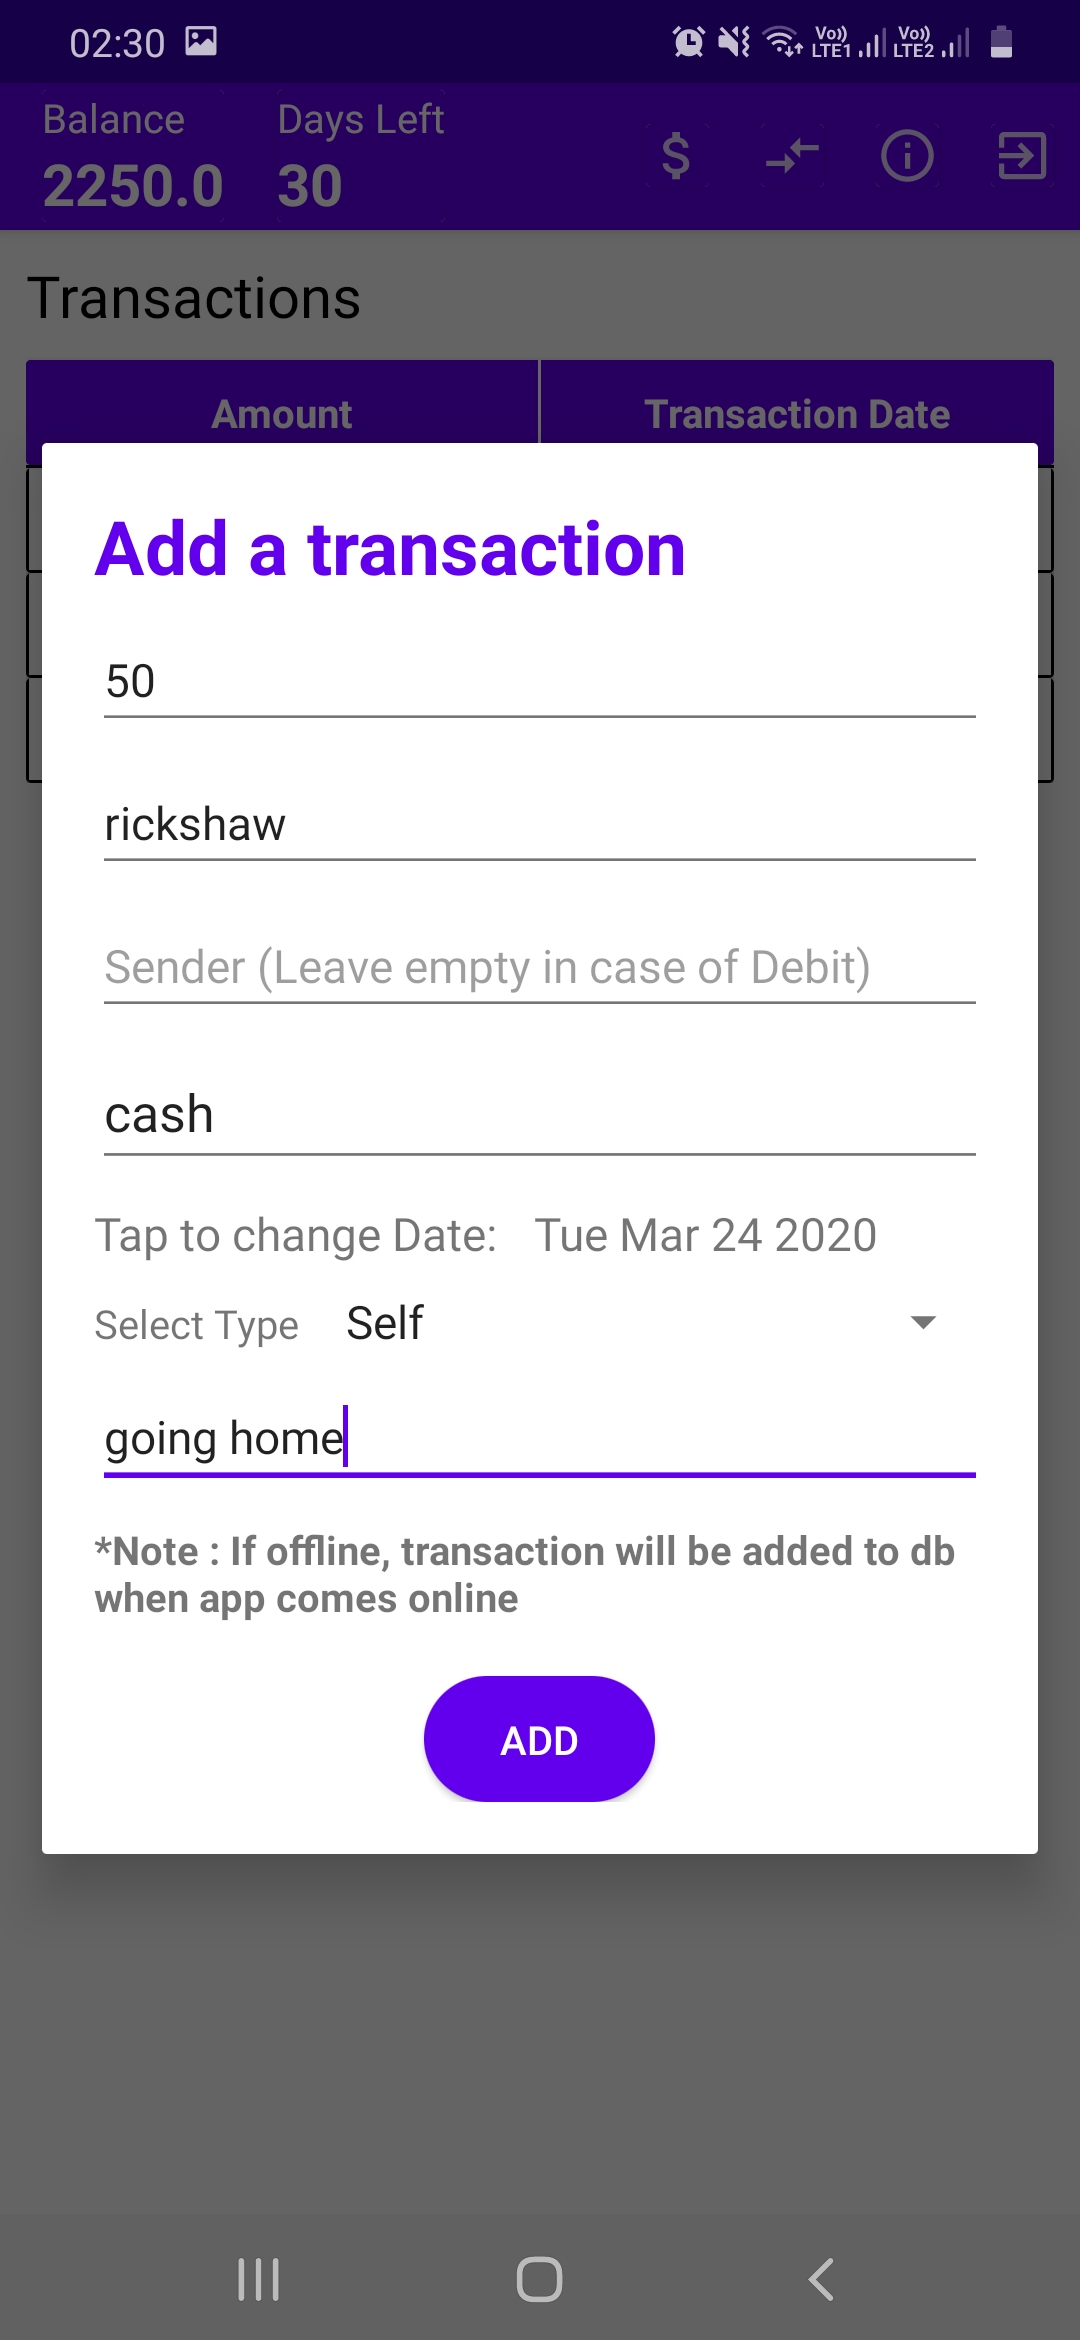 02:30 Vo)) LTE1 Vo)) LTE2
Balance Days Left
2250.0 30
Transactions
Amount Transaction Date
Add a transaction
50
rickshaw
Sender (Leave empty in case of Debit)
cash
Tap to change Date: Tue Mar 24 2020
Select Type Self
going home
*Note : If offline, transaction will be added to db
when app comes online
ADD